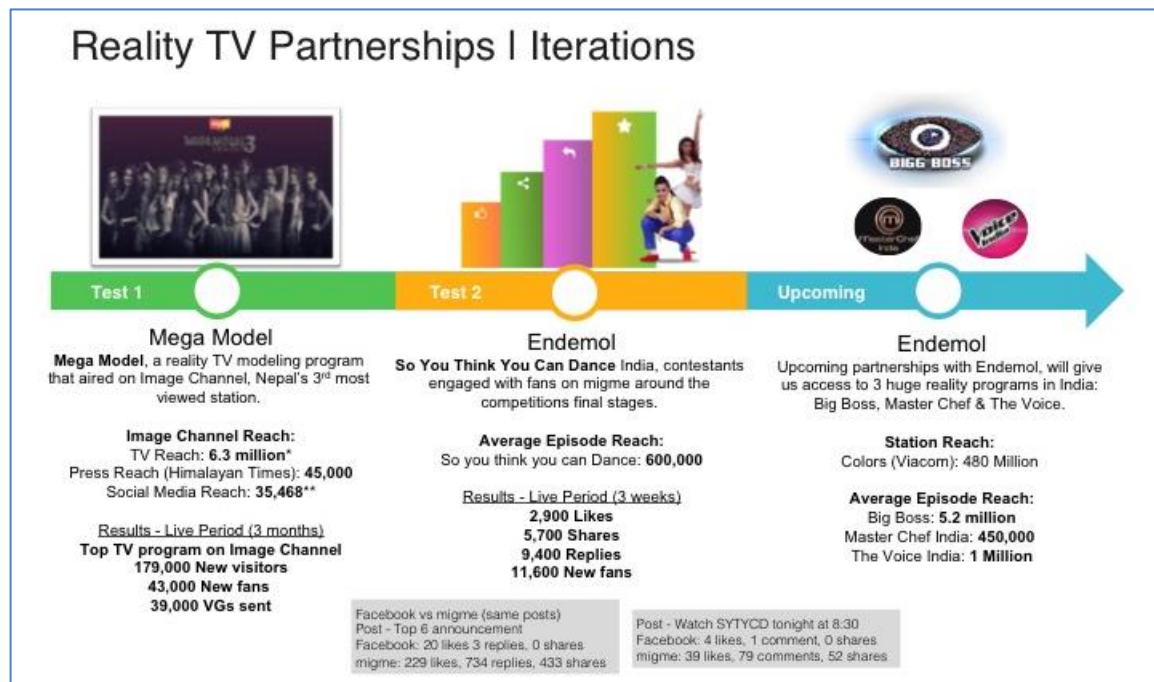 Reality TV Partnerships | Iterations
BIGG BOSS
MasterChef
India
Voice
India
Test 1
Test 2
Upcoming
Mega Model
Mega Model, a reality TV modeling program
that aired on Image Channel, Nepal's 3rd most
viewed station.
Image Channel Reach:
TV Reach: 6.3 million*
Press Reach (Himalayan Times): 45,000
Social Media Reach: 35,468**
Results - Live Period (3 months)
Top TV program on Image Channel
179,000 New visitors
43,000 New fans
39,000 VGs sent
Endemol
So You Think You Can Dance India, contestants
engaged with fans on migme around the
competitions final stages.
Average Episode Reach:
So you think you can Dance: 600,000
Results - Live Period (3 weeks)
2,900 Likes
5,700 Shares
9,400 Replies
11,600 New fans
Endemol
Upcoming partnerships with Endemol, will give
us access to 3 huge reality programs in India:
Big Boss, Master Chef & The Voice.
Station Reach:
Colors (Viacom): 480 Million
Average Episode Reach:
Big Boss: 5.2 million
Master Chef India: 450,000
The Voice India: 1 Million
Facebook vs migme (same posts)
Post - Top 6 announcement
Facebook: 20 likes 3 replies, 0 shares
migme: 229 likes, 734 replies, 433 shares
Post - Watch SYTYCD tonight at 8:30
Facebook: 4 likes, 1 comment, 0 shares
migme: 39 likes, 79 comments, 52 shares